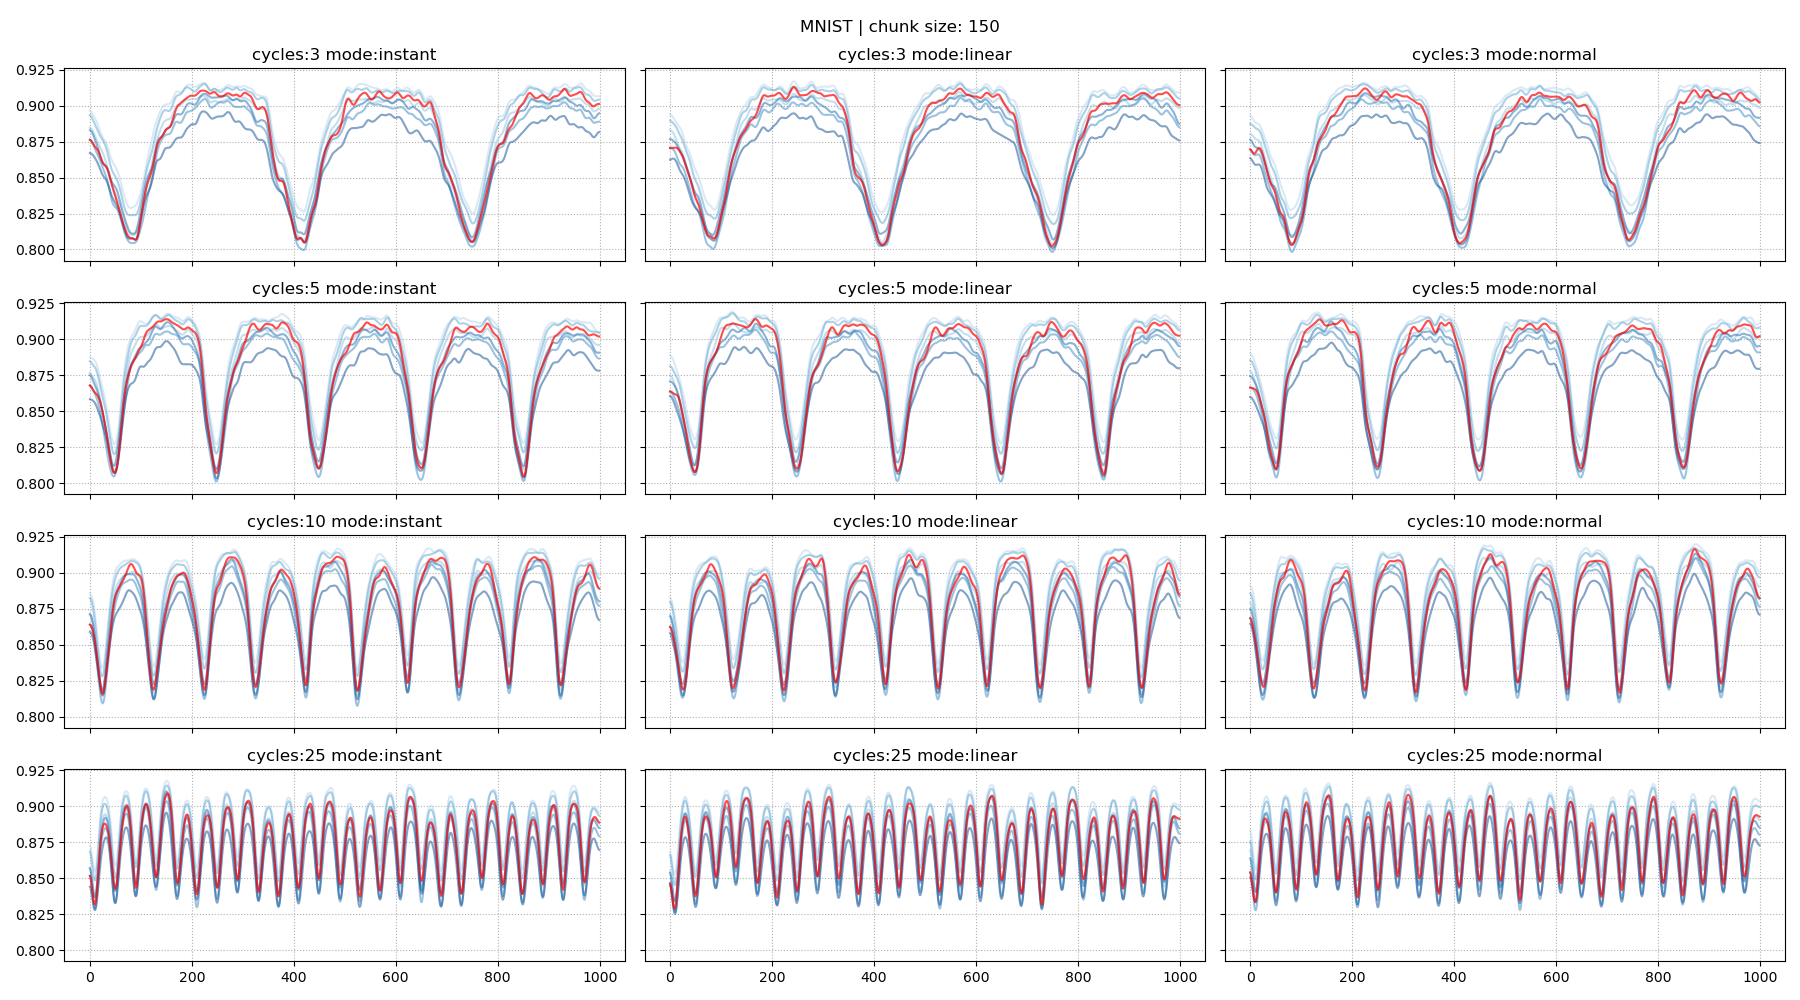 MNIST | chunk size: 150
cycles:3 mode:instant
cycles:3 mode:linear
cycles:3 mode:normal
0.925
0.900
0.875
0.850
0.825
0.800
cycles:5 mode:instant
cycles:5 mode:linear
cycles:5 mode:normal
0.925
0.900
0.875
0.850
0.825
0.800
cycles:10 mode:instant
cycles:10 mode:linear
cycles:10 mode:normal
0.925
0.900
0.875
0.850
0.825
0.800
cycles:25 mode:instant
cycles:25 mode:linear
cycles:25 mode:normal
0.925
0.900
0.875
0.850
0.825
0.800
0 200 400 600 800 1000
0 200 400 600 800 1000
0 200 400 600 800 1000